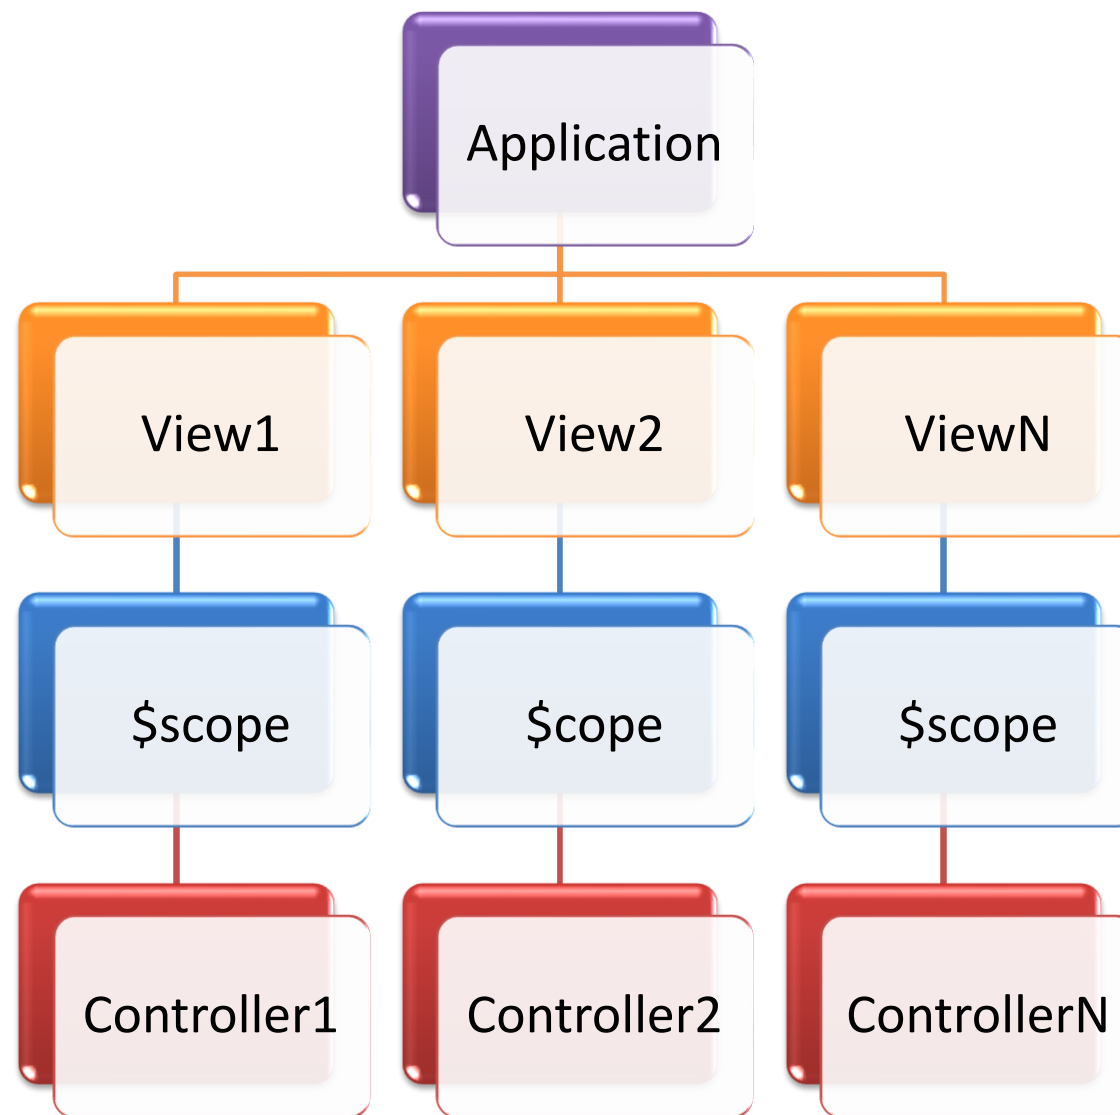 Application
View1
View2
ViewN
$scope
$cope
$scope
Controller1
Controller2
ControllerN